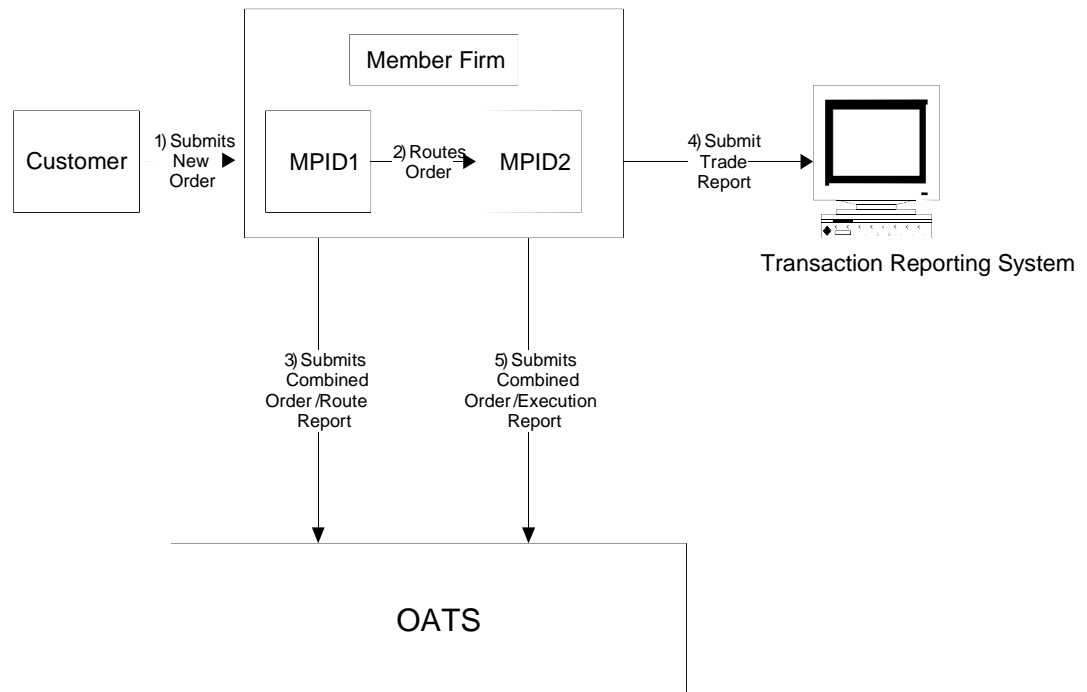 Member Firm
Customer
1) Submits
New
Order
MPID1
2) Routes
Order
MPID2
4) Submit
Trade
Report
Transaction Reporting System
3) Submits
Combined
Order /Route
Report
5) Submits
Combined
Order /Execution
Report
OATS